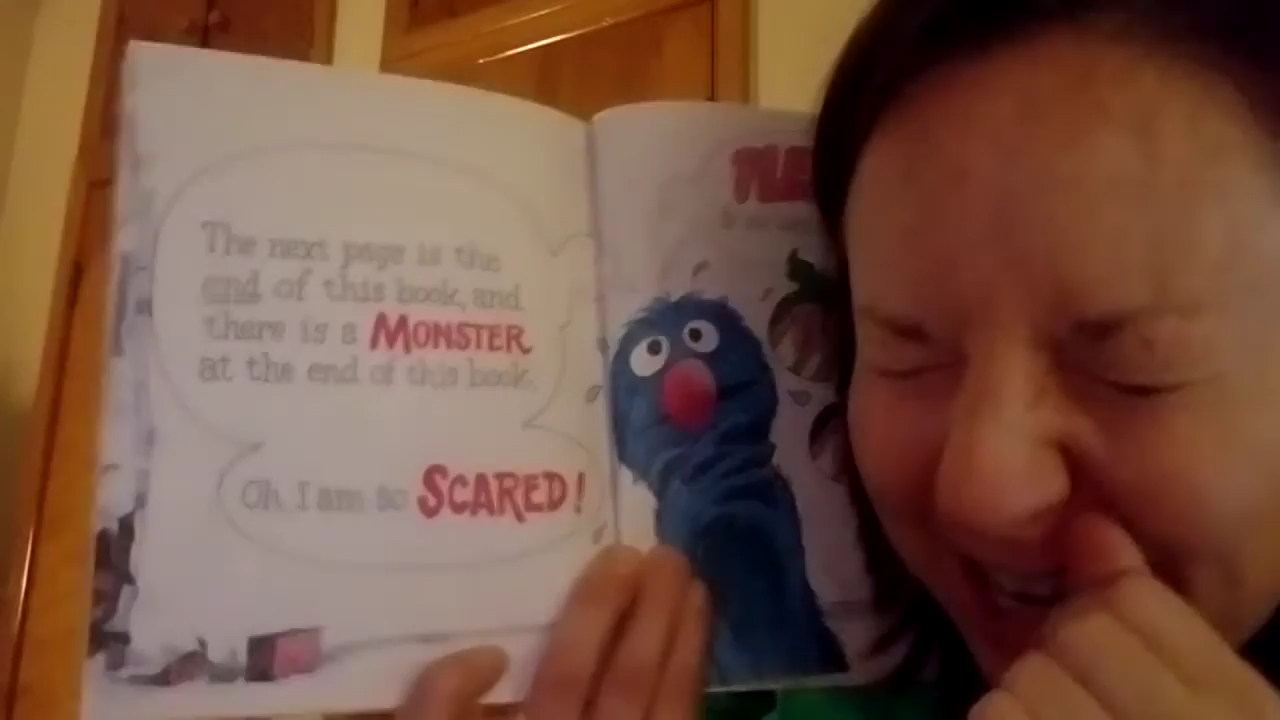 The next page is the
end of this book, and
there is a MONSTER
at the end of this book.
Oh, I am so SCARED!